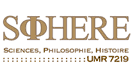 SΦHERE
Sciences, Philosophie, Histoire
UMR 7219